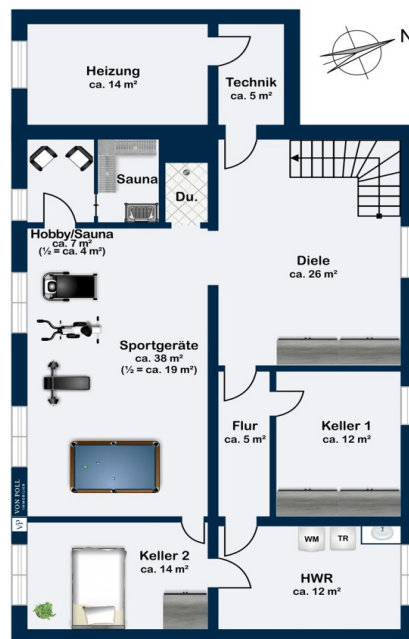 N
Heizung
ca. 14 m²
Technik
ca. 5 m²
Sauna
Du.
Hobby/Sauna
ca. 7 m²
(½ = ca. 4 m²)
Diele
ca. 26 m²
Sportgeräte
ca. 38 m²
(½ = ca. 19 m²)
Flur
ca. 5 m²
Keller 1
ca. 12 m²
VON POLL
IMMOBILIEN
VP
Keller 2
ca. 14 m²
WM
TR
HWR
ca. 12 m²